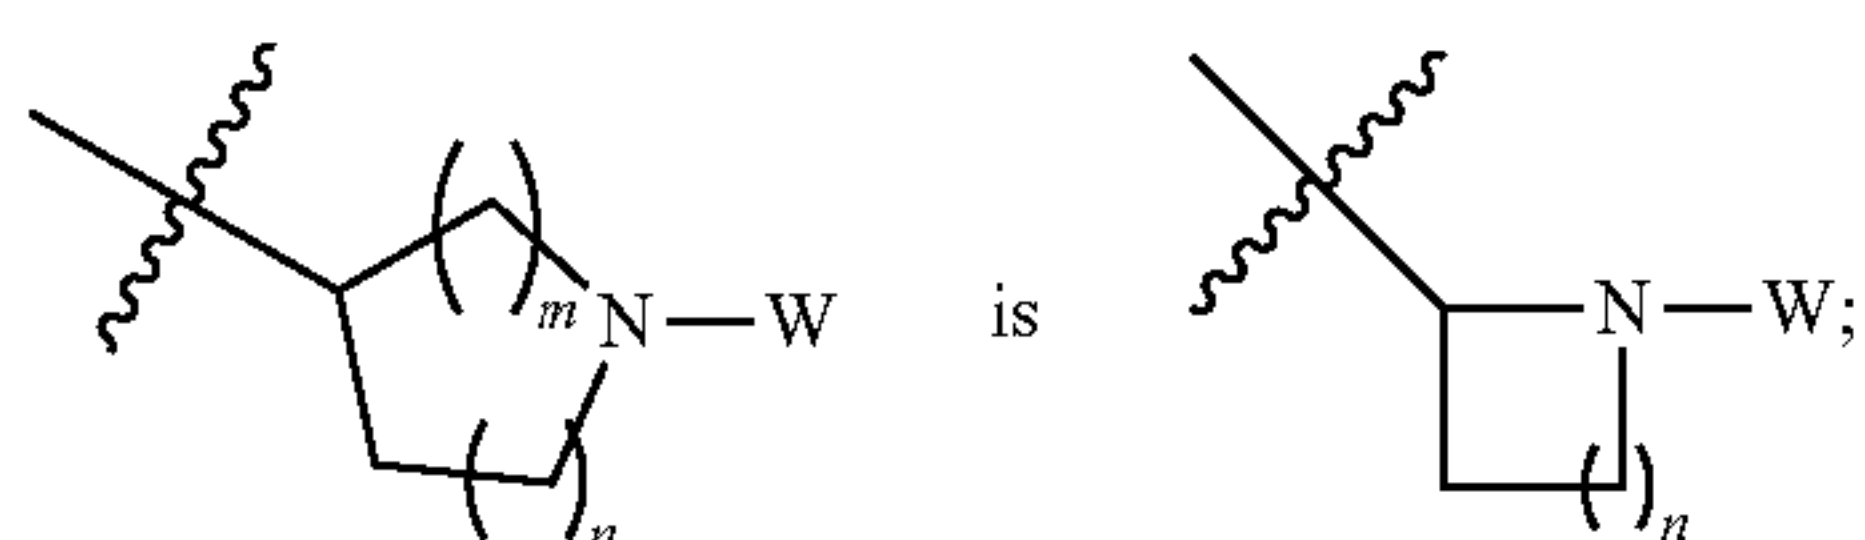 ( )m N—W is N—W;
( )n ( )n